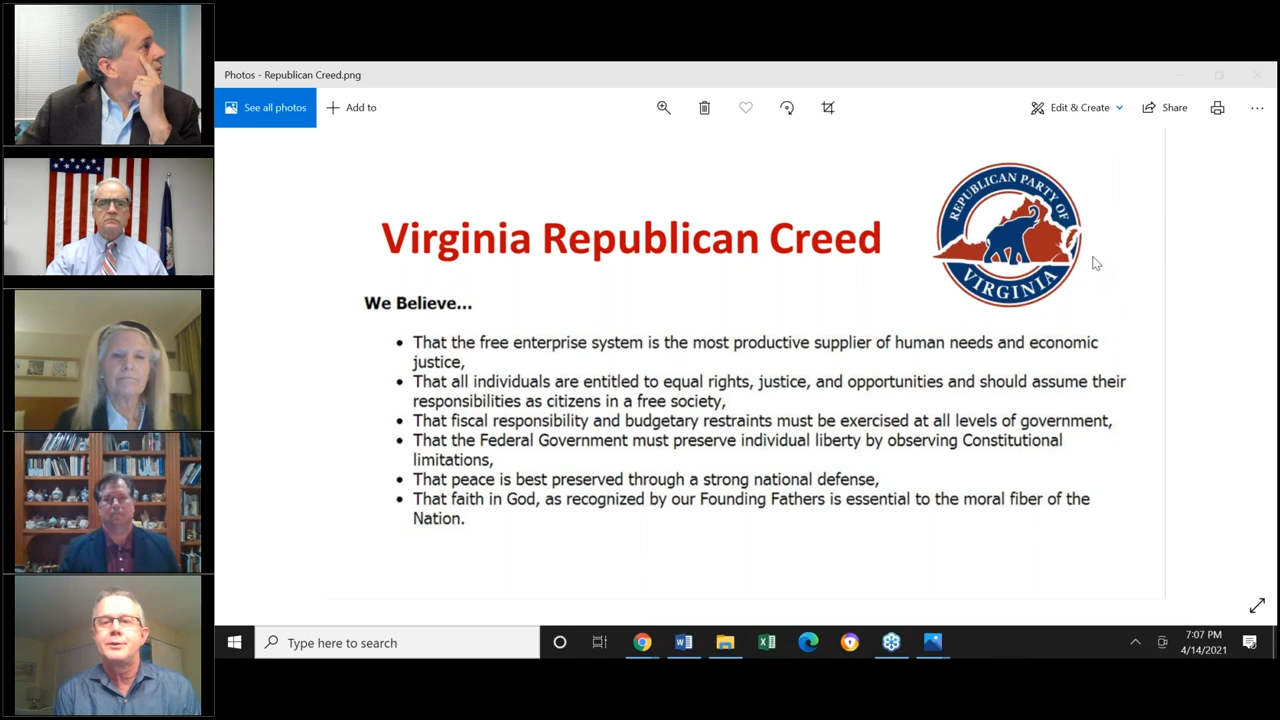 Photos - Republican Creed.png
See all photos
Add to
Edit & Create
Share
REPUBLICAN PARTY OF
VIRGINIA
Virginia Republican Creed
We Believe...
• That the free enterprise system is the most productive supplier of human needs and economic
justice,
• That all individuals are entitled to equal rights, justice, and opportunities and should assume their
responsibilities as citizens in a free society,
• That fiscal responsibility and budgetary restraints must be exercised at all levels of government,
• That the Federal Government must preserve individual liberty by observing Constitutional
limitations,
• That peace is best preserved through a strong national defense,
• That faith in God, as recognized by our Founding Fathers is essential to the moral fiber of the
Nation.
Type here to search
7:07 PM
4/14/2021